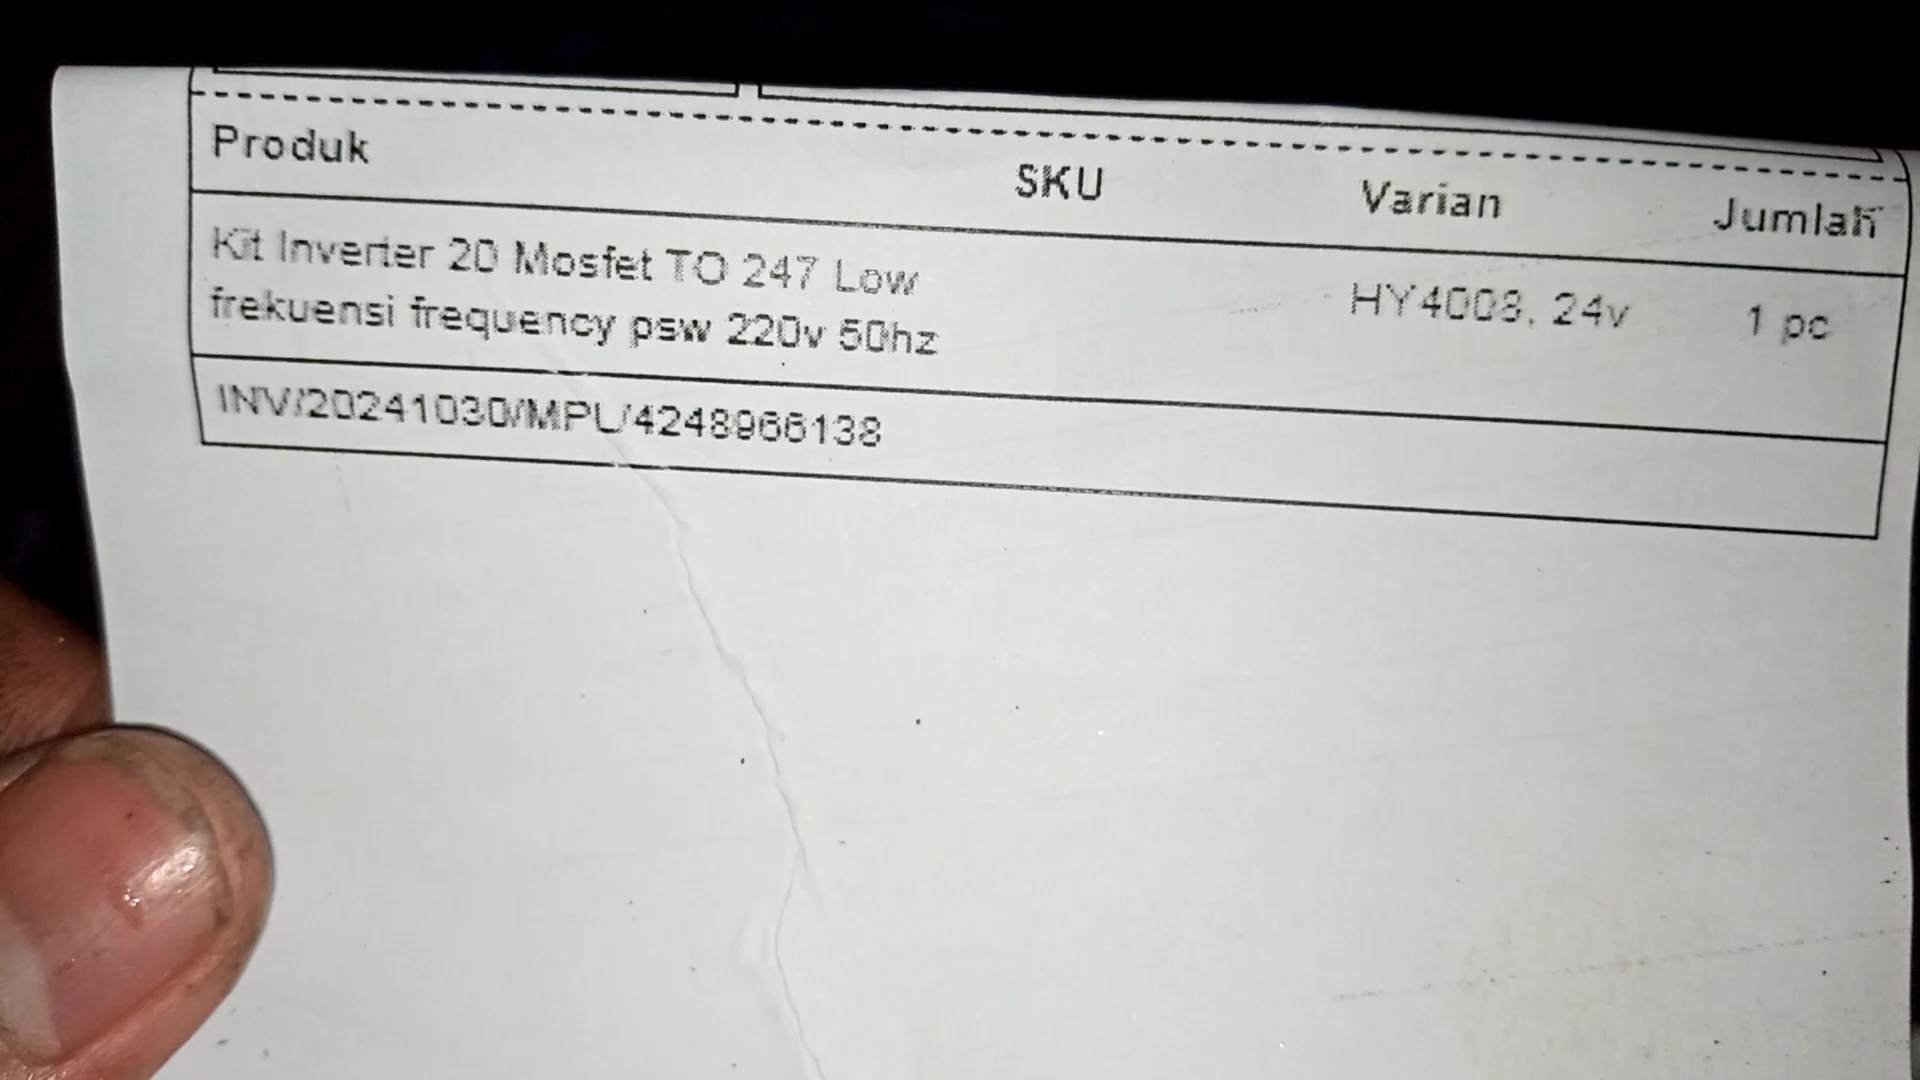 Produk SKU Varian Jumlah
Kit Inverter 20 Mosfet TO 247 Low HY4008, 24v 1 pc
frekuensi frequency psw 220v 50hz
INV/20241030/MPL/4248966138